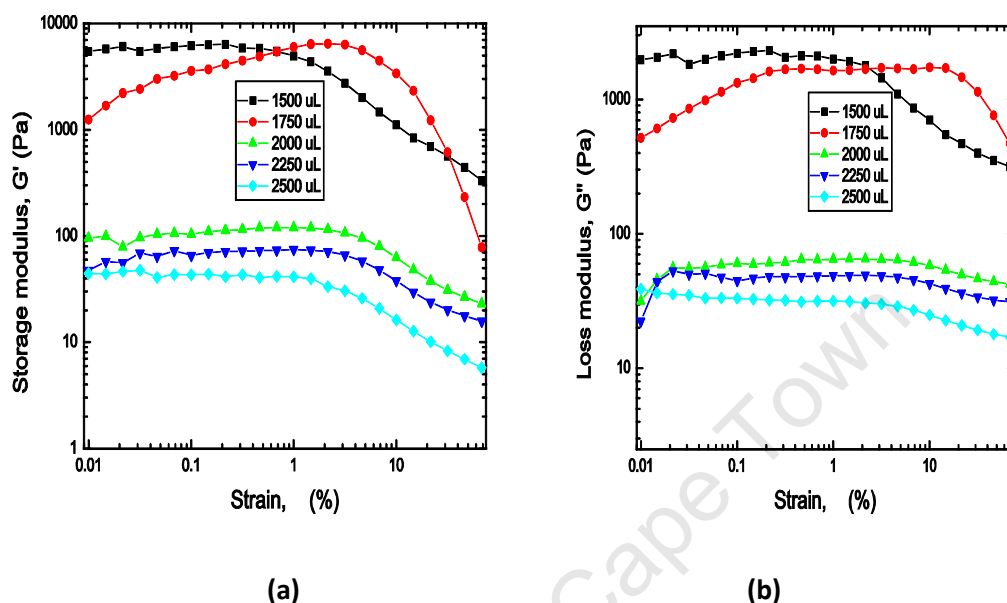 10000
1000
100
10
1
Storage modulus, G' (Pa)
1500 uL
1750 uL
2000 uL
2250 uL
2500 uL
0.01 0.1 1 10
Strain, (%)
(a)
1000
100
10
Loss modulus, G'' (Pa)
1500 uL
1750 uL
2000 uL
2250 uL
2500 uL
0.01 0.1 1 10
Strain, (%)
(b)
Cape Town